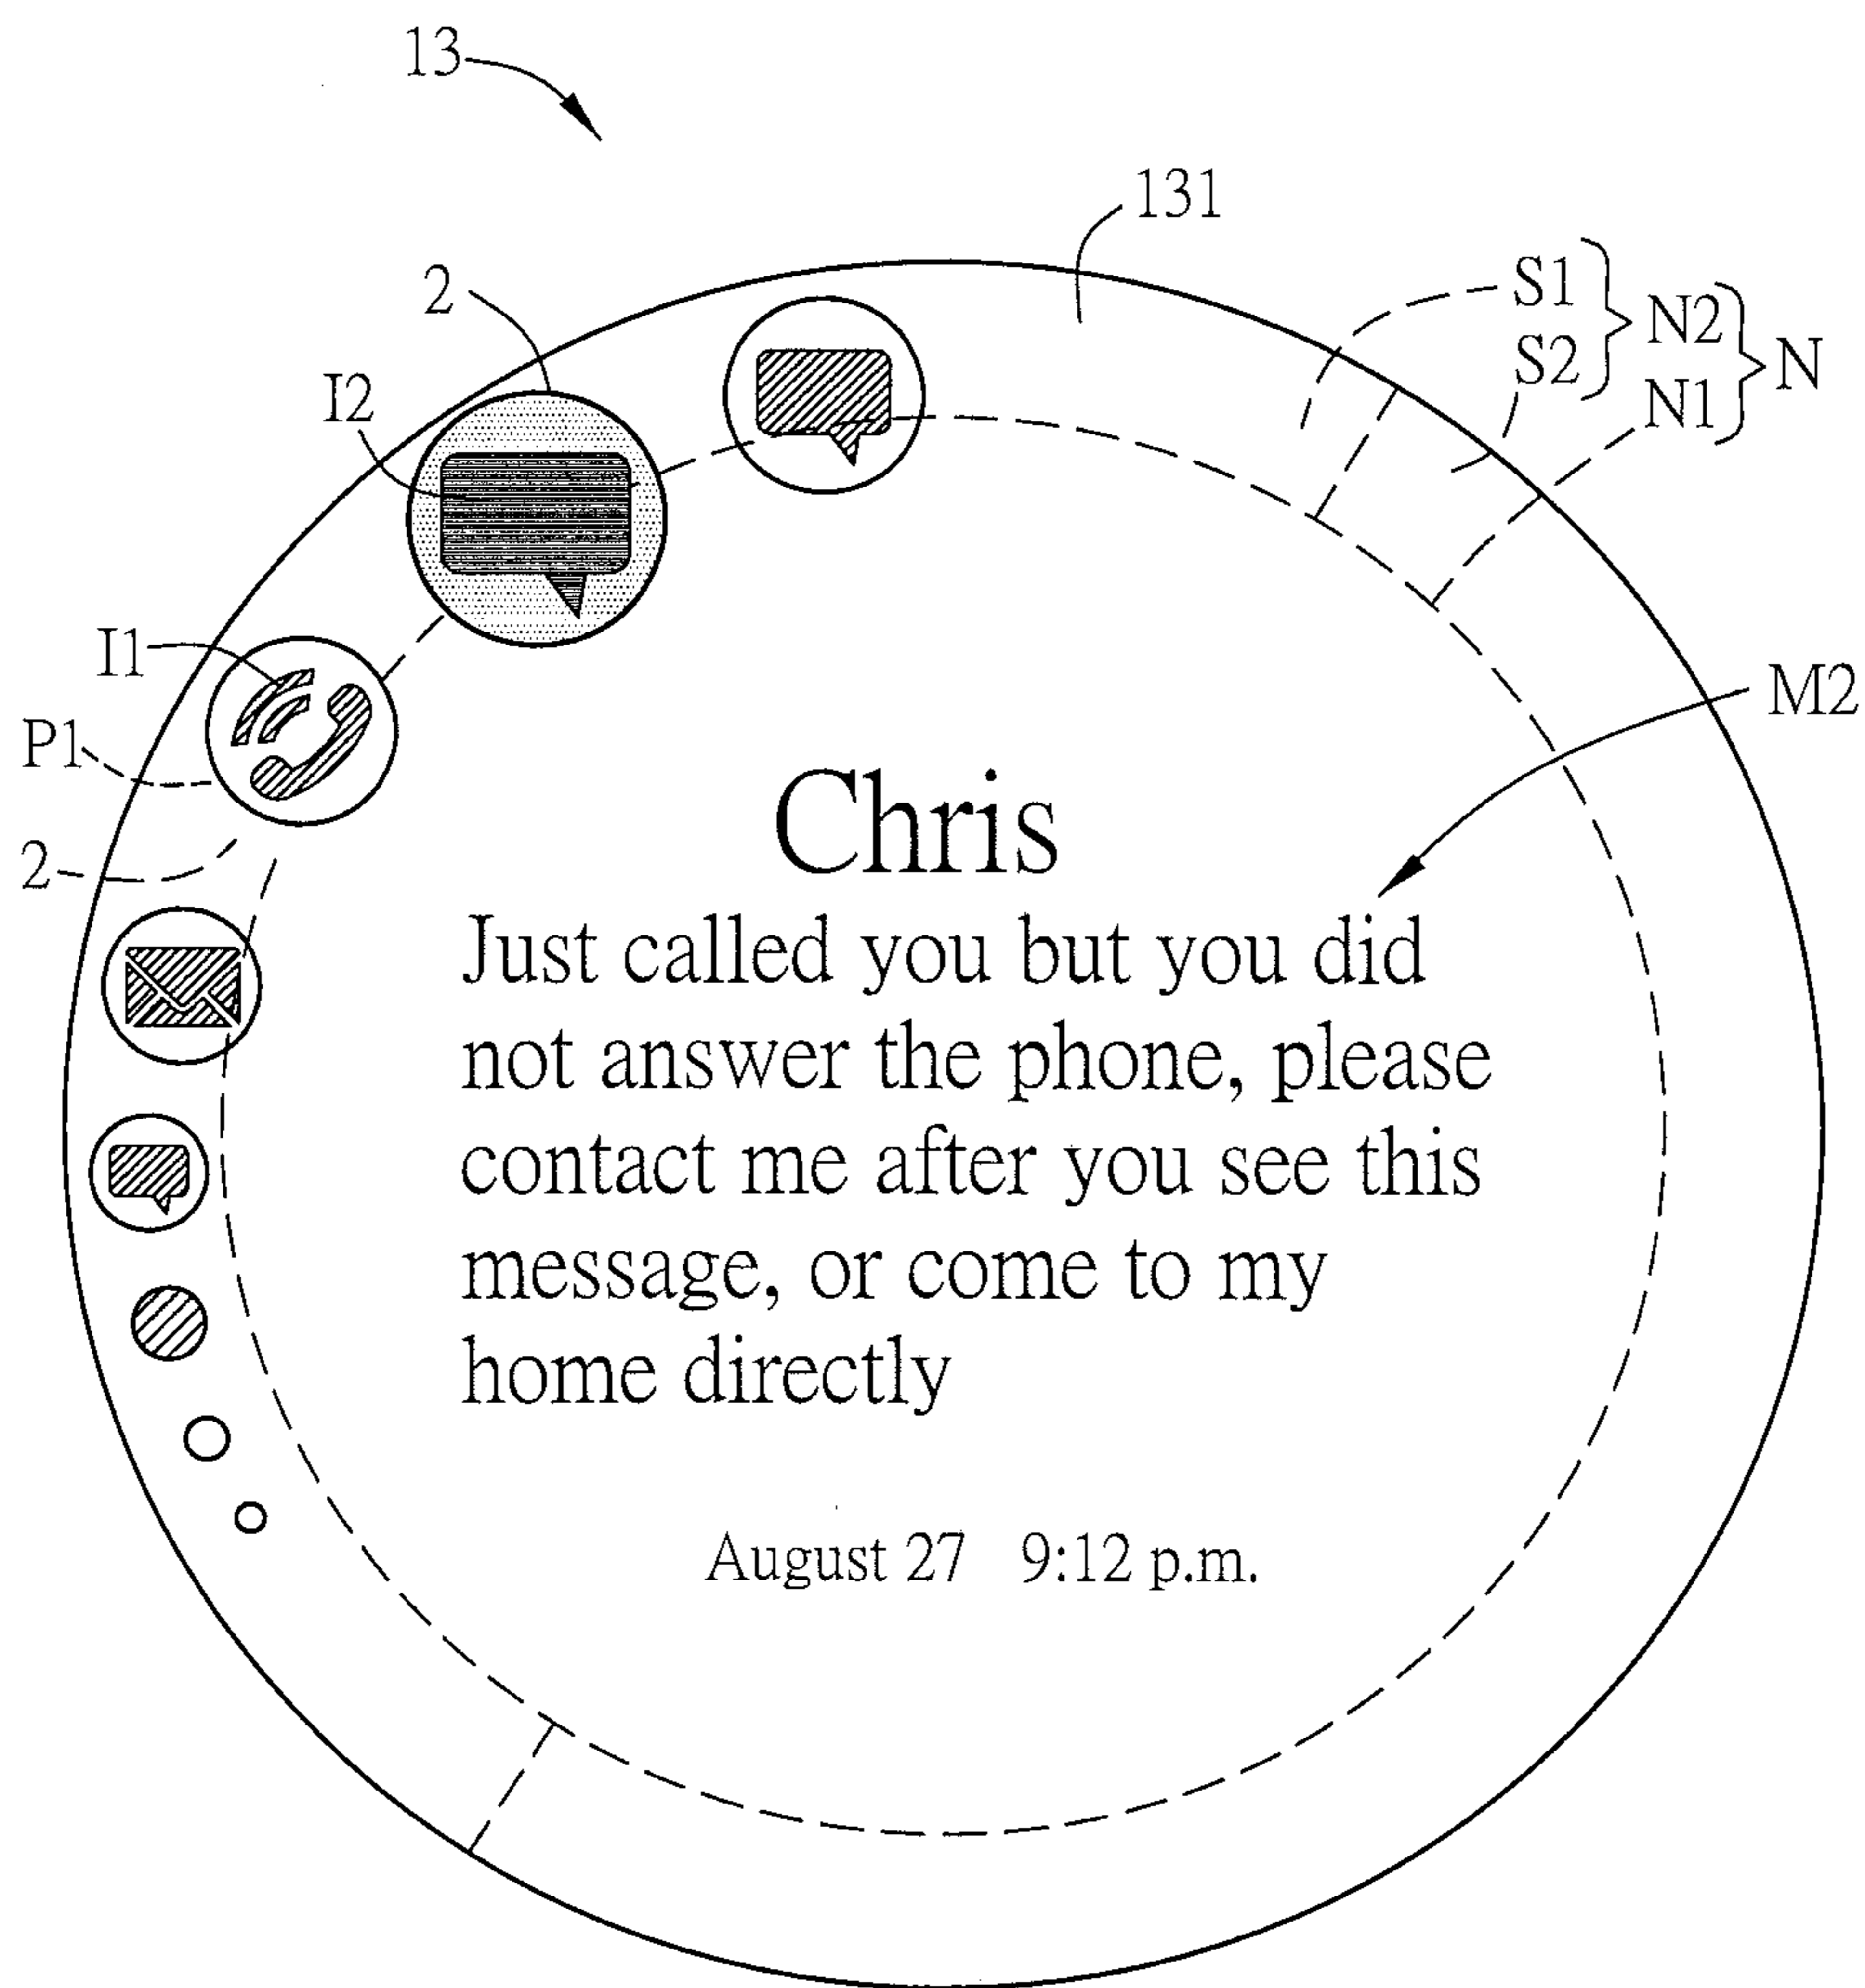 13
131
2
S1
N2
S2
N
N1
I2
I1
M2
P1
2
Chris
Just called you but you did
not answer the phone, please
contact me after you see this
message, or come to my
home directly
August 27 9:12 p.m.